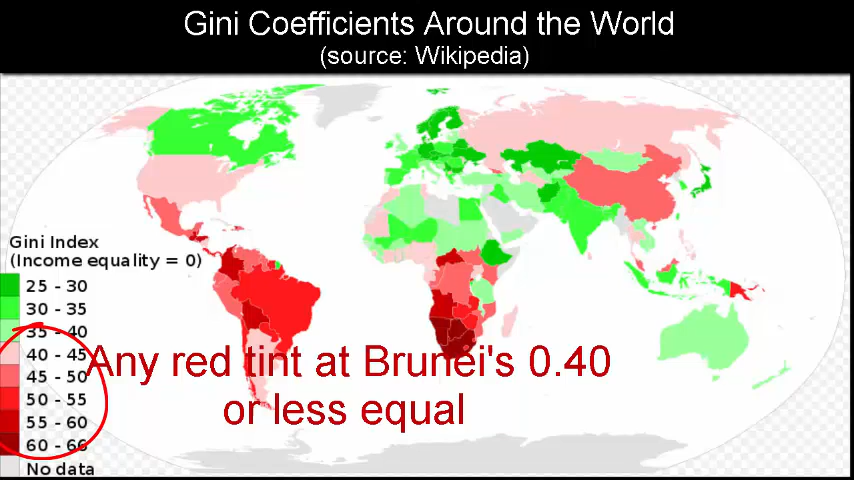 Gini Coefficients Around the World
(source: Wikipedia)
Gini Index
(Income equality = 0)
25 - 30
30 - 35
35 - 40
40 - 45
45 - 50
50 - 55
55 - 60
60 - 66
No data
Any red tint at Brunei's 0.40
or less equal